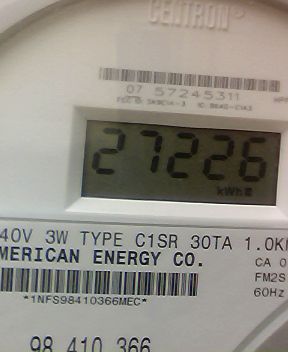 CENTRON®
07 57245311
27226
kWh
40V 3W TYPE C1SR 30TA 1.0K
MERICAN ENERGY CO.
CA 0
FM2S
60Hz
*1NFS98410366MEC*
98 410 366